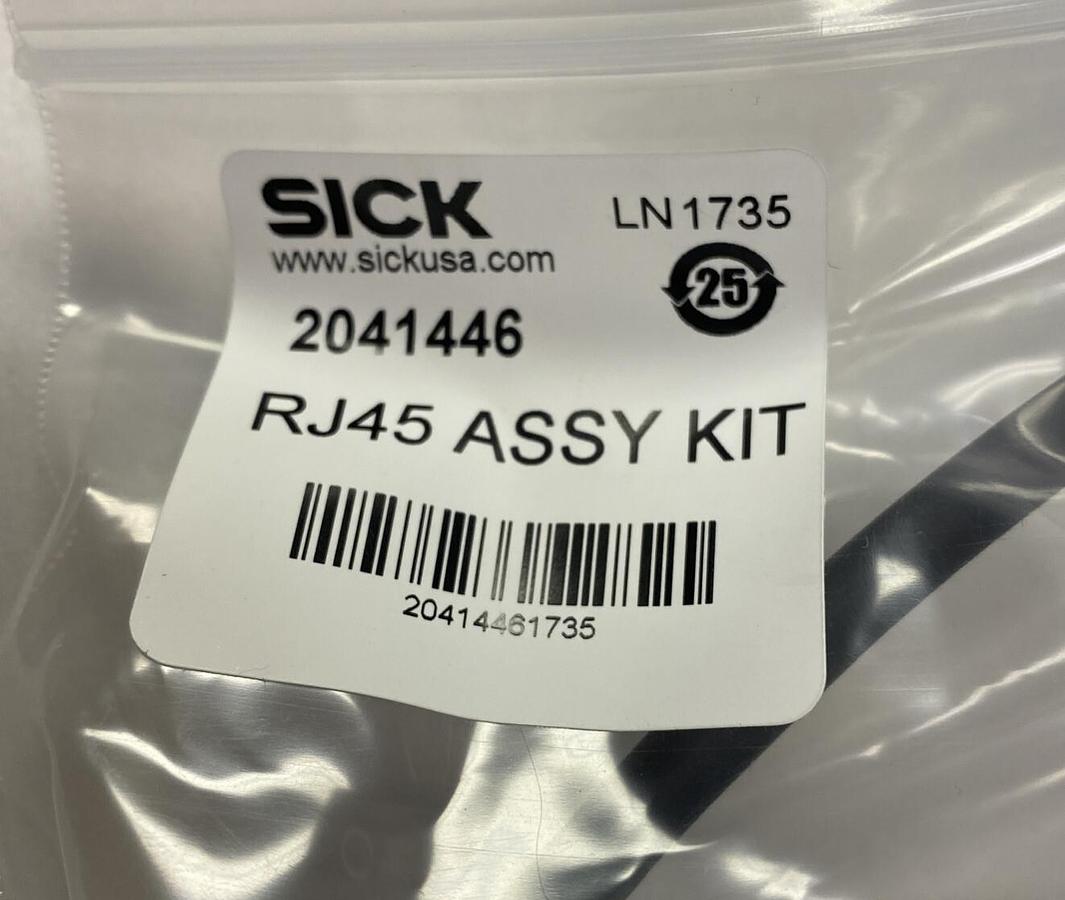 SICK
LN1735
www.sickusa.com
25
2041446
RJ45 ASSY KIT
20414461735